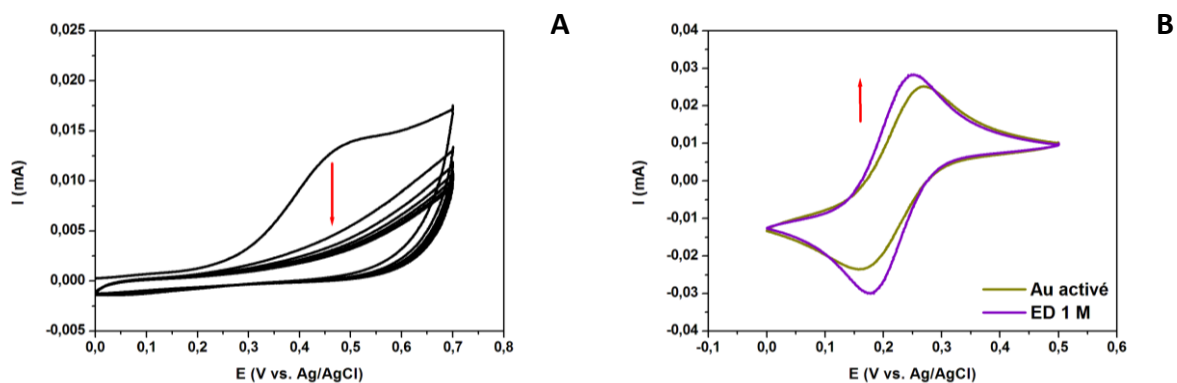 A
0,030
0,025
0,020
0,015
0,010
0,005
0,000
-0,005
I (mA)
0,0 0,1 0,2 0,3 0,4 0,5 0,6 0,7 0,8
E (V vs. Ag/AgCl)
B
0,04
0,03
0,02
0,01
0,00
-0,01
-0,02
-0,03
-0,04
I (mA)
Au activé
ED 1 M
-0,1 0,0 0,1 0,2 0,3 0,4 0,5 0,6
E (V vs. Ag/AgCl)